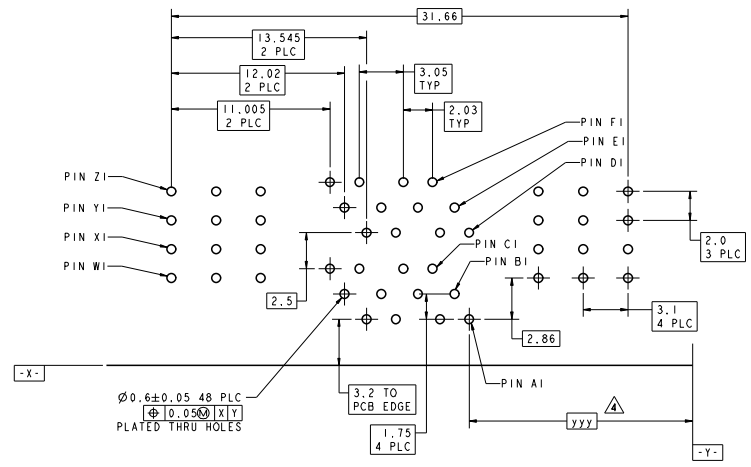 31.66
13.545
2 PLC
12.02
2 PLC
3.05
TYP
11.005
2 PLC
2.03
TYP
PIN F1
PIN E1
PIN D1
PIN Z1
PIN Y1
PIN X1
PIN W1
PIN C1
PIN B1
2.0
3 PLC
2.5
3.1
4 PLC
2.86
-X-
3.2 TO
PCB EDGE
PIN A1
Ø0.6±0.05 48 PLC
⌖ 0.05Ⓜ X Y
PLATED THRU HOLES
4
yyy
1.75
4 PLC
-Y-